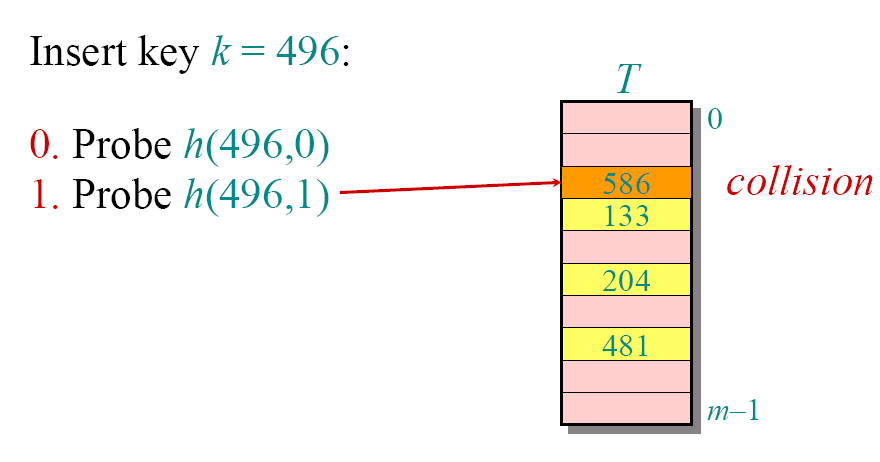 Insert key k = 496:
T
0. Probe h(496,0)
1. Probe h(496,1)
0
586
collision
133
204
481
m–1